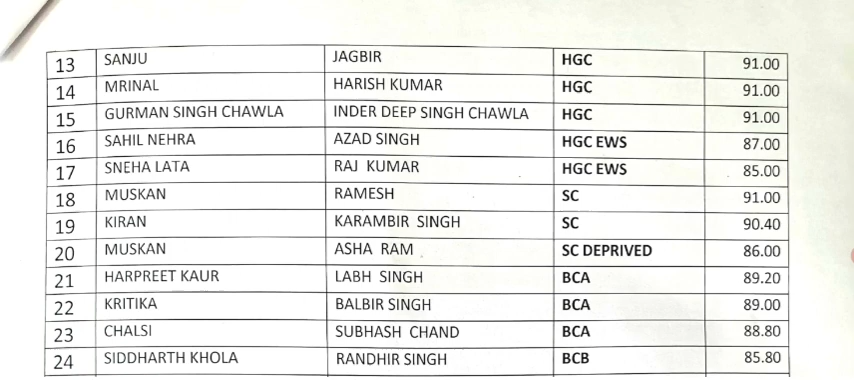 13 SANJU JAGBIR HGC 91.00
14 MRINAL HARISH KUMAR HGC 91.00
15 GURMAN SINGH CHAWLA INDER DEEP SINGH CHAWLA HGC 91.00
16 SAHIL NEHRA AZAD SINGH HGC EWS 87.00
17 SNEHA LATA RAJ KUMAR HGC EWS 85.00
18 MUSKAN RAMESH SC 91.00
19 KIRAN KARAMBIR SINGH SC 90.40
20 MUSKAN ASHA RAM SC DEPRIVED 86.00
21 HARPREET KAUR LABH SINGH BCA 89.20
22 KRITIKA BALBIR SINGH BCA 89.00
23 CHALSI SUBHASH CHAND BCA 88.80
24 SIDDHARTH KHOLA RANDHIR SINGH BCB 85.80